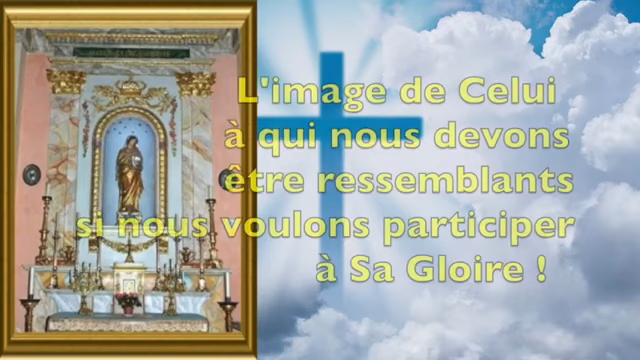 L'image de Celui
à qui nous devons
être ressemblants
si nous voulons participer
à Sa Gloire !